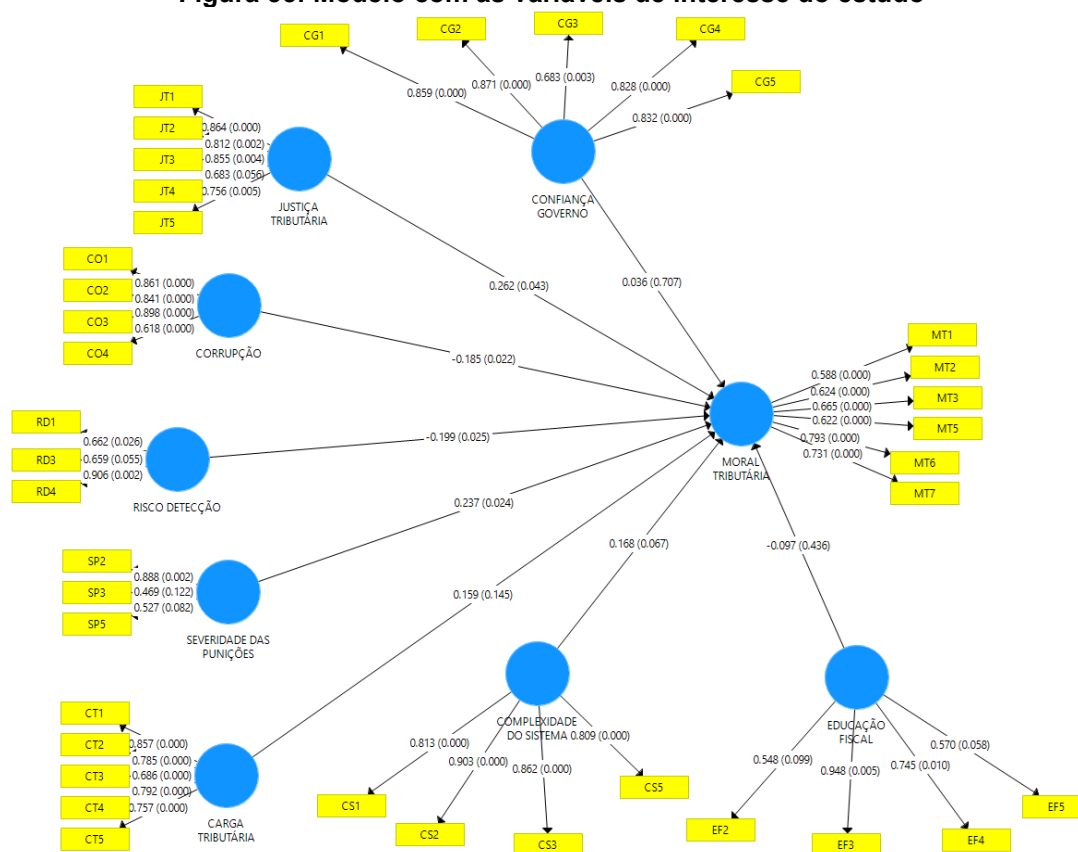 Figura 50. Modelo com as variáveis de interesse do estudo
CG1
CG2
CG3
CG4
CG5
0.859 (0.000)
0.871 (0.000)
0.683 (0.003)
0.828 (0.000)
0.832 (0.000)
CONFIANÇA
GOVERNO
JT1
JT2
JT3
JT4
JT5
0.864 (0.000)
0.812 (0.002)
0.855 (0.004)
0.683 (0.056)
0.756 (0.005)
JUSTIÇA
TRIBUTÁRIA
0.262 (0.043)
0.036 (0.707)
CO1
CO2
CO3
CO4
0.861 (0.000)
0.841 (0.000)
0.898 (0.000)
0.618 (0.000)
CORRUPÇÃO
-0.185 (0.022)
MT1
MT2
MT3
MT5
MT6
MT7
0.588 (0.000)
0.624 (0.000)
0.665 (0.000)
0.622 (0.000)
0.793 (0.000)
0.731 (0.000)
MORAL
TRIBUTÁRIA
RD1
RD3
RD4
0.662 (0.026)
0.659 (0.055)
0.906 (0.002)
RISCO DETECÇÃO
-0.199 (0.025)
0.237 (0.024)
SP2
SP3
SP5
0.888 (0.002)
0.469 (0.122)
0.527 (0.082)
SEVERIDADE DAS
PUNIÇÕES
0.168 (0.067)
-0.097 (0.436)
0.159 (0.145)
CT1
CT2
CT3
CT4
CT5
0.857 (0.000)
0.785 (0.000)
0.686 (0.000)
0.792 (0.000)
0.757 (0.000)
CARGA
TRIBUTÁRIA
COMPLEXIDADE
DO SISTEMA
0.809 (0.000)
0.813 (0.000)
0.903 (0.000)
0.862 (0.000)
CS1
CS2
CS3
CS5
EDUCAÇÃO
FISCAL
0.548 (0.099)
0.948 (0.005)
0.745 (0.010)
0.570 (0.058)
EF2
EF3
EF4
EF5